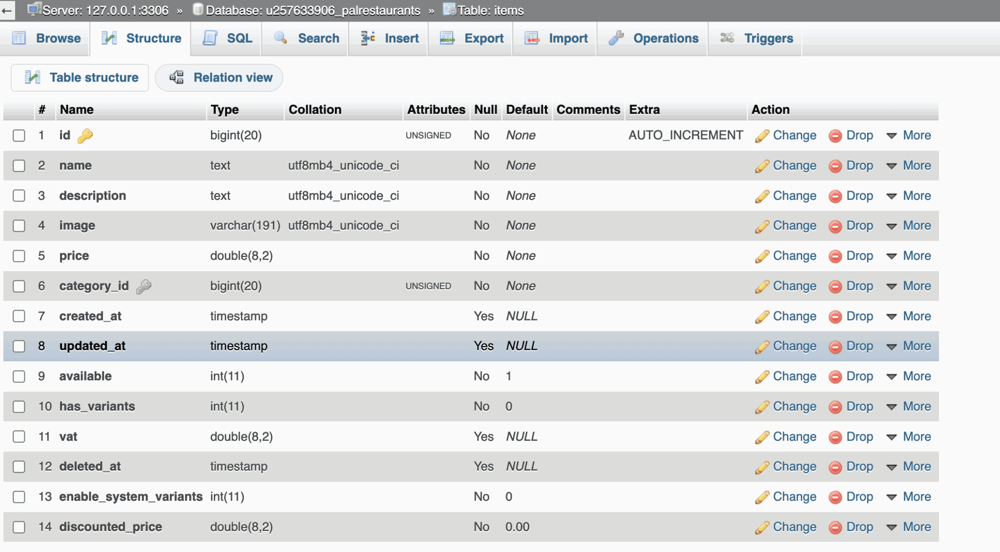 Server: 127.0.0.1:3306 » Database: u257633906_palrestaurants » Table: items
Browse Structure SQL Search Insert Export Import Operations Triggers
Table structure Relation view
# Name Type Collation Attributes Null Default Comments Extra Action
1 id bigint(20) UNSIGNED No None AUTO_INCREMENT Change Drop More
2 name text utf8mb4_unicode_ci No None Change Drop More
3 description text utf8mb4_unicode_ci No None Change Drop More
4 image varchar(191) utf8mb4_unicode_ci No None Change Drop More
5 price double(8,2) No None Change Drop More
6 category_id bigint(20) UNSIGNED No None Change Drop More
7 created_at timestamp Yes NULL Change Drop More
8 updated_at timestamp Yes NULL Change Drop More
9 available int(11) No 1 Change Drop More
10 has_variants int(11) No 0 Change Drop More
11 vat double(8,2) Yes NULL Change Drop More
12 deleted_at timestamp Yes NULL Change Drop More
13 enable_system_variants int(11) No 0 Change Drop More
14 discounted_price double(8,2) No 0.00 Change Drop More